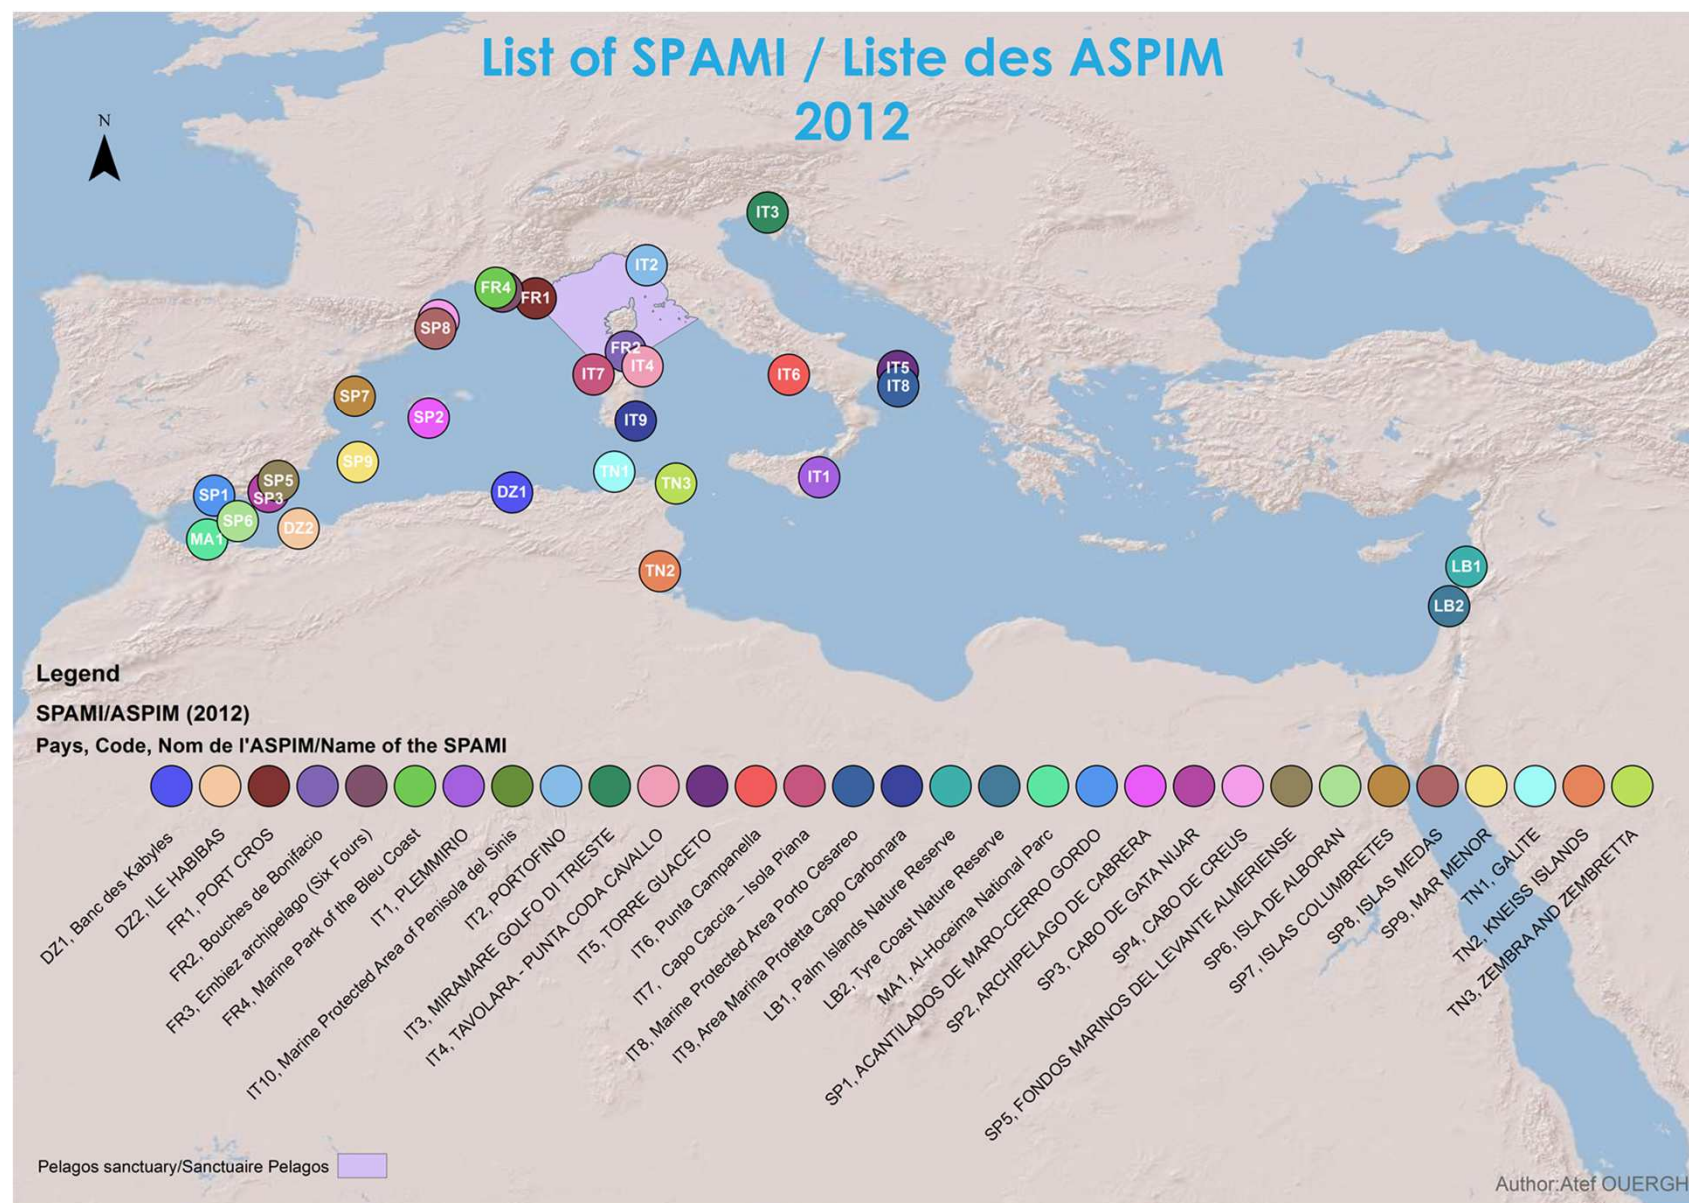 List of SPAMI / Liste des ASPIM
2012
N
IT3
IT2
FR4
FR1
SP8
FR2
IT4
IT7
IT6
IT5
IT8
SP7
SP2
IT9
SP9
TN1
IT1
SP5
SP3
SP1
DZ1
TN3
SP6
DZ2
MA1
TN2
LB1
LB2
Legend
SPAMI/ASPIM (2012)
Pays, Code, Nom de l'ASPIM/Name of the SPAMI
DZ1, Banc des Kabyles
DZ2, ILE HABIBAS
FR1, PORT CROS
FR2, Bouches de Bonifacio
FR3, Embiez archipelago (Six Fours)
FR4, Marine Park of the Bleu Coast
IT1, PLEMMIRIO
IT10, Marine Protected Area of Penisola del Sinis
IT2, PORTOFINO
IT3, MIRAMARE GOLFO DI TRIESTE
IT4, TAVOLARA - PUNTA CODA CAVALLO
IT5, TORRE GUACETO
IT6, Punta Campanella
IT7, Capo Caccia – Isola Piana
IT8, Marine Protected Area Porto Cesareo
IT9, Area Marina Protetta Capo Carbonara
LB1, Palm Islands Nature Reserve
LB2, Tyre Coast Nature Reserve
MA1, Al-Hoceima National Parc
SP1, ACANTILADOS DE MARO-CERRO GORDO
SP2, ARCHIPELAGO DE CABRERA
SP3, CABO DE GATA NIJAR
SP4, CABO DE CREUS
SP5, FONDOS MARINOS DEL LEVANTE ALMERIENSE
SP6, ISLA DE ALBORAN
SP7, ISLAS COLUMBRETES
SP8, ISLAS MEDAS
SP9, MAR MENOR
TN1, GALITE
TN2, KNEISS ISLANDS
TN3, ZEMBRA AND ZEMBRETTA
Pelagos sanctuary/Sanctuaire Pelagos
Author:Atef OUERGH